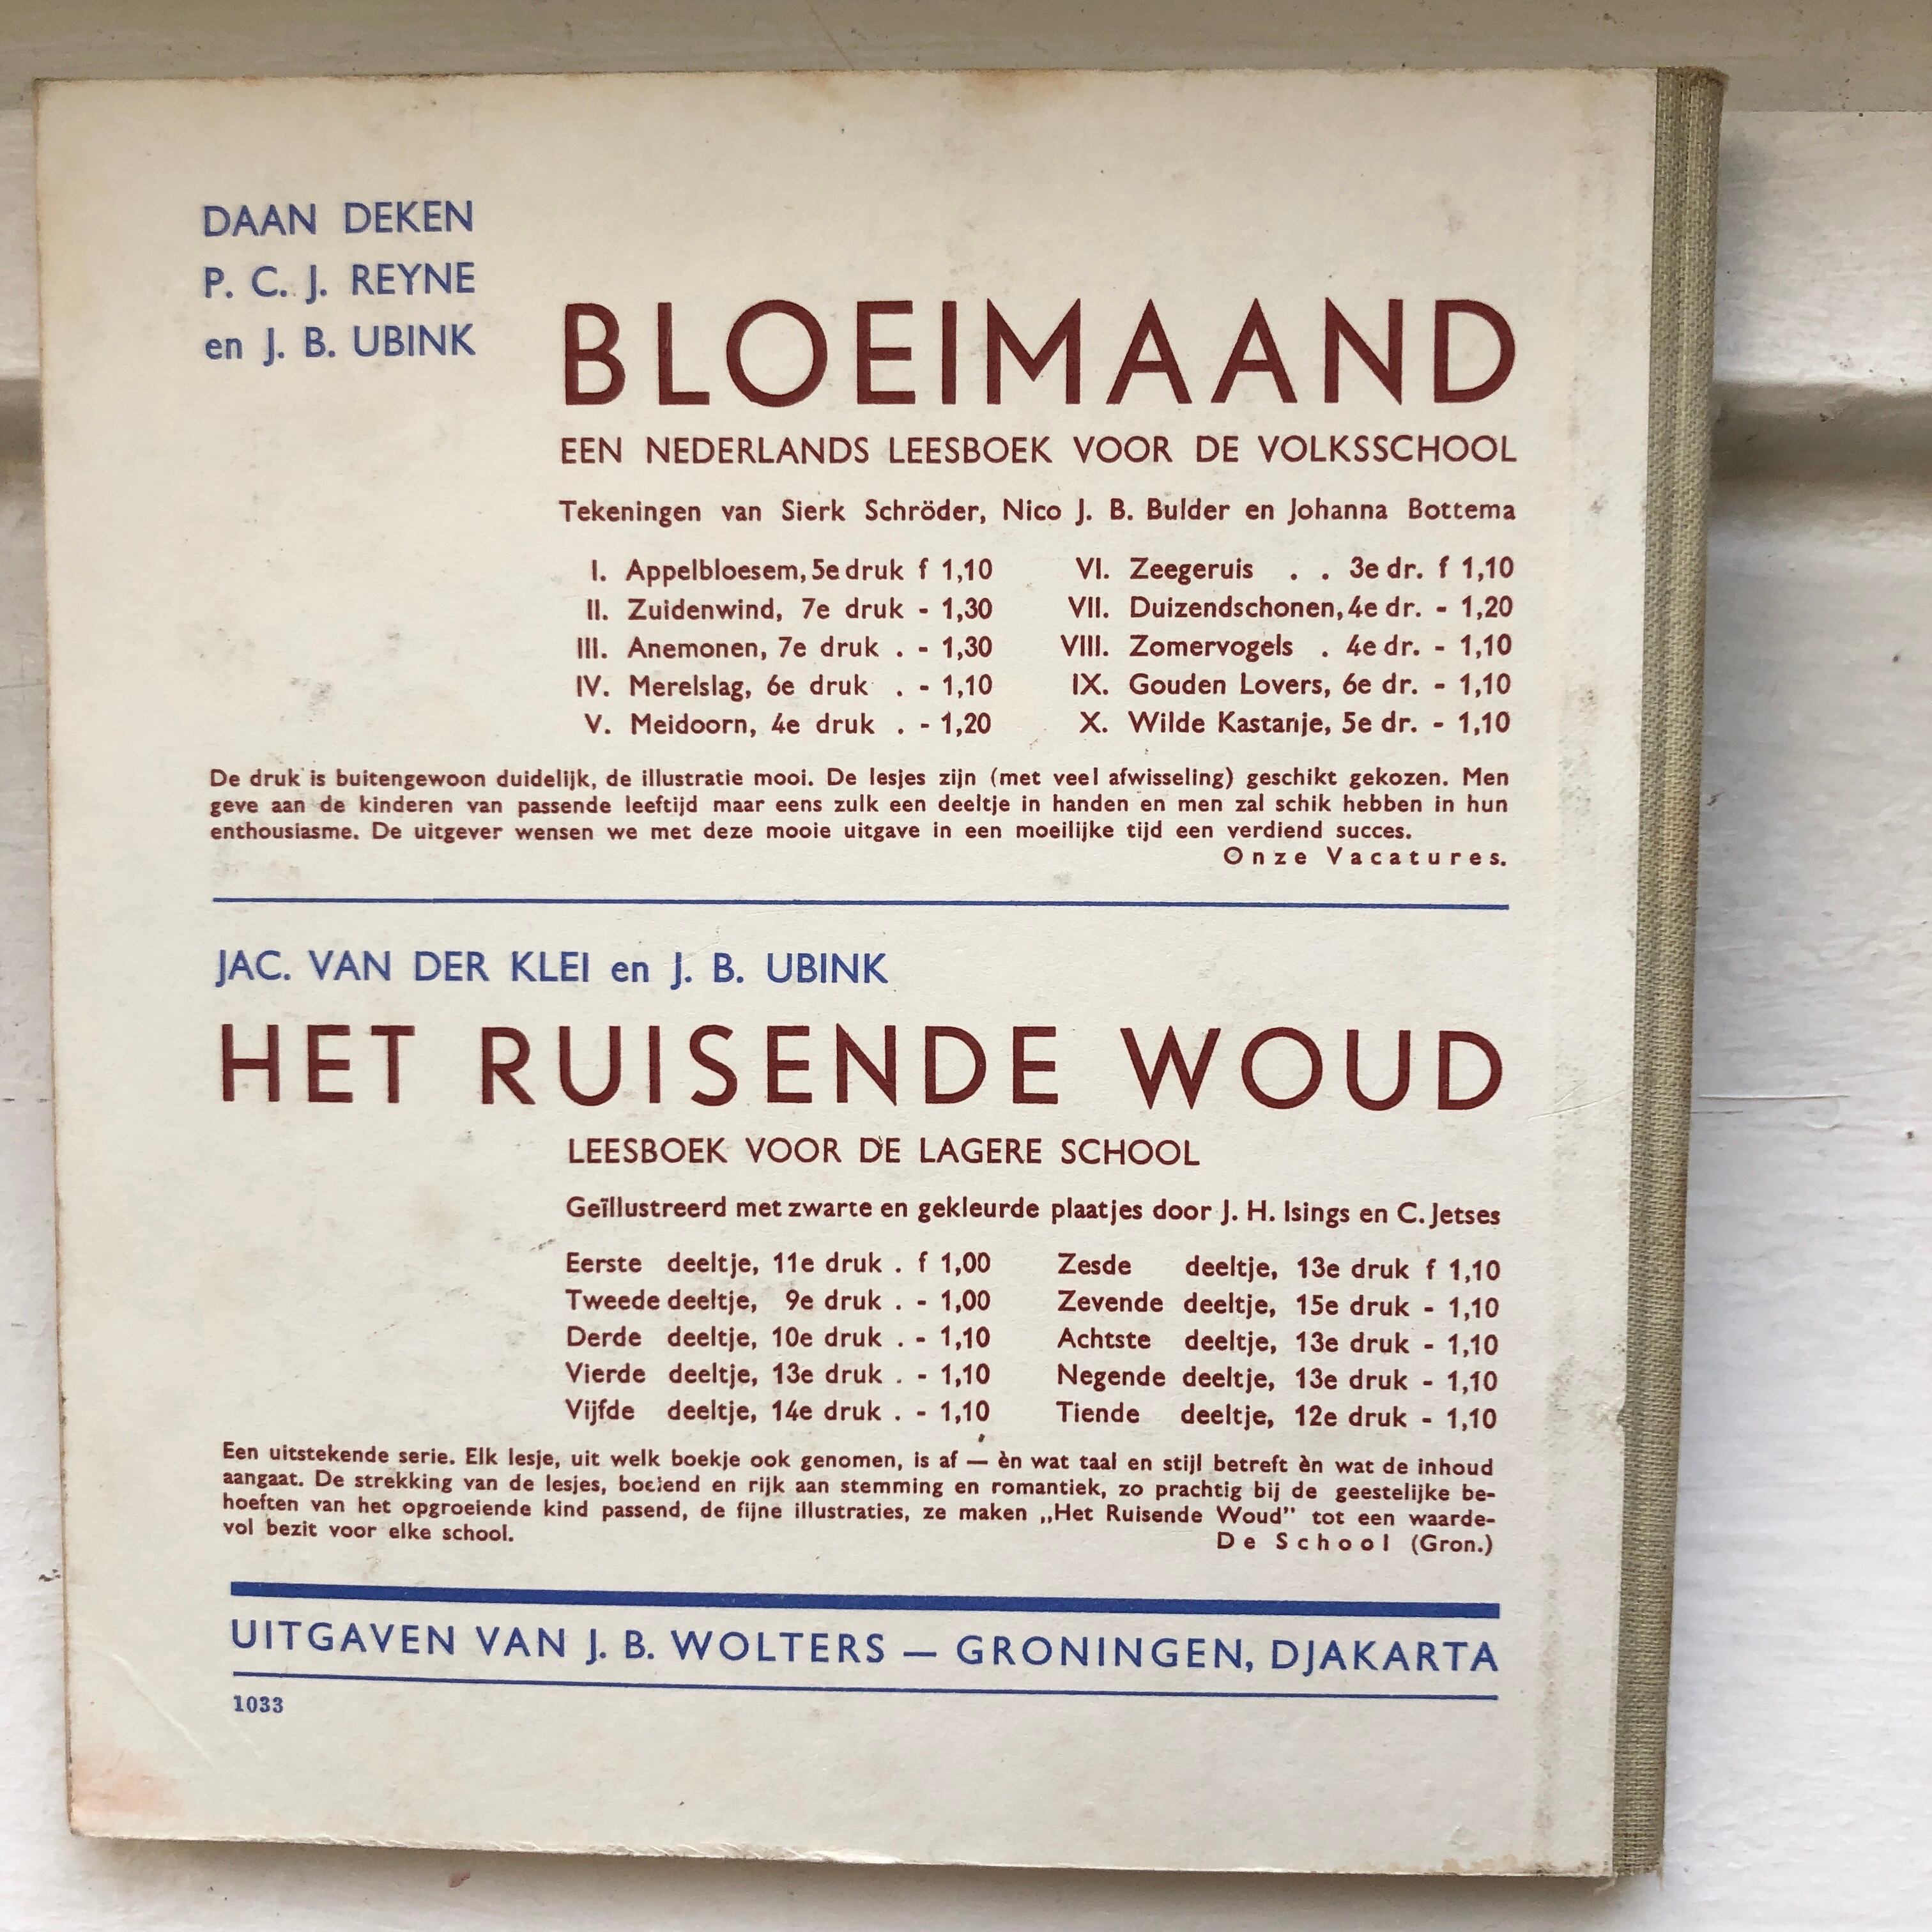 DAAN DEKEN
P. C. J. REYNE
en J. B. UBINK
BLOEIMAAND
EEN NEDERLANDS LEESBOEK VOOR DE VOLKSSCHOOL
Tekeningen van Sierk Schröder, Nico J. B. Bulder en Johanna Bottema
I. Appelbloesem, 5e druk f 1,10
II. Zuidenwind, 7e druk - 1,30
III. Anemonen, 7e druk . - 1,30
IV. Merelslag, 6e druk . - 1,10
V. Meidoorn, 4e druk . - 1,20
VI. Zeegeruis . . 3e dr. f 1,10
VII. Duizendschonen, 4e dr. - 1,20
VIII. Zomervogels . 4e dr. - 1,10
IX. Gouden Lovers, 6e dr. - 1,10
X. Wilde Kastanje, 5e dr. - 1,10
De druk is buitengewoon duidelijk, de illustratie mooi. De lesjes zijn (met veel afwisseling) geschikt gekozen. Men
geve aan de kinderen van passende leeftijd maar eens zulk een deeltje in handen en men zal schik hebben in hun
enthousiasme. De uitgever wensen we met deze mooie uitgave in een moeilijke tijd een verdiend succes.
Onze Vacatures.
JAC. VAN DER KLEI en J. B. UBINK
HET RUISENDE WOUD
LEESBOEK VOOR DE LAGERE SCHOOL
Geïllustreerd met zwarte en gekleurde plaatjes door J. H. Isings en C. Jetses
Eerste deeltje, 11e druk . f 1,00
Tweede deeltje, 9e druk . - 1,00
Derde deeltje, 10e druk . - 1,10
Vierde deeltje, 13e druk . - 1,10
Vijfde deeltje, 14e druk . - 1,10
Zesde deeltje, 13e druk f 1,10
Zevende deeltje, 15e druk - 1,10
Achtste deeltje, 13e druk - 1,10
Negende deeltje, 13e druk - 1,10
Tiende deeltje, 12e druk - 1,10
Een uitstekende serie. Elk lesje, uit welk boekje ook genomen, is af — èn wat taal en stijl betreft èn wat de inhoud
aangaat. De strekking van de lesjes, boeiend en rijk aan stemming en romantiek, zo prachtig bij de geestelijke be-
hoeften van het opgroeiende kind passend, de fijne illustraties, ze maken „Het Ruisende Woud" tot een waarde-
vol bezit voor elke school.
De School (Gron.)
UITGAVEN VAN J. B. WOLTERS — GRONINGEN, DJAKARTA
1033